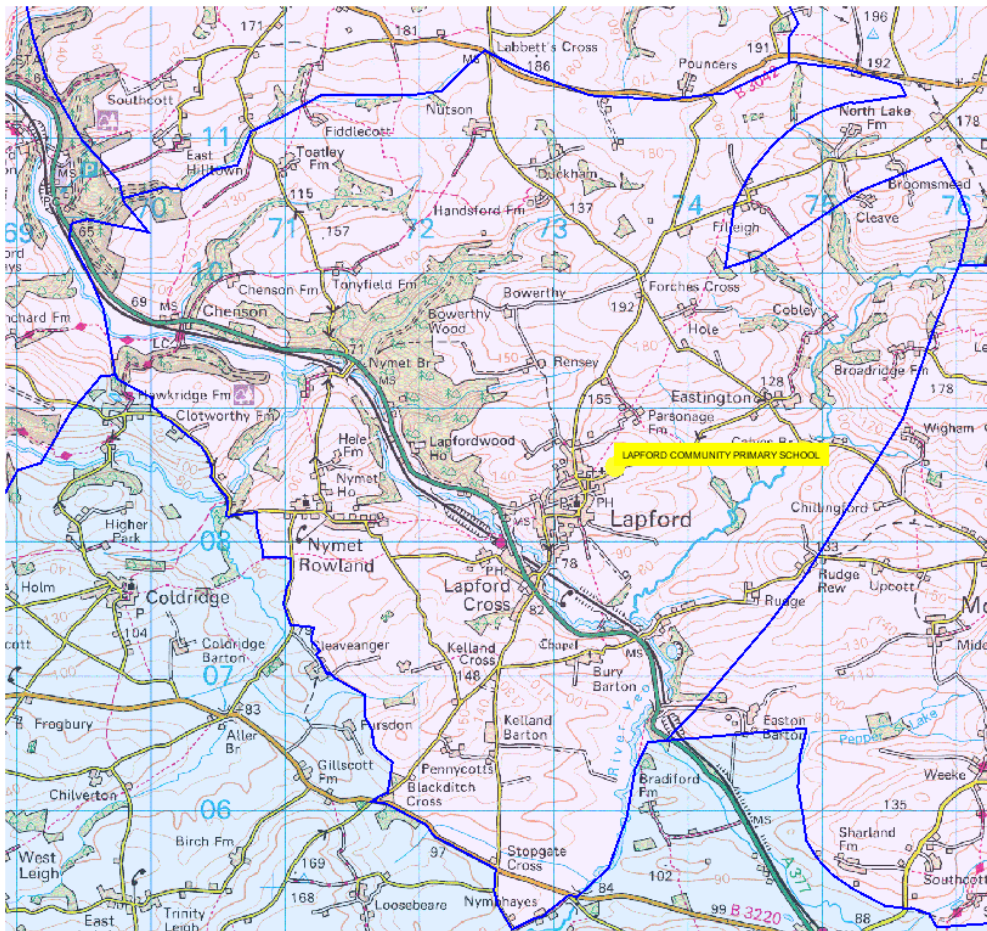 171
181
Labbett's Cross
MS
186
191
196
192
Pounders
B 3042
Southcott
Nutson
Fiddlecott
North Lake
Fm
178
11
East
Hilltown
Toatley
Fm
P
MS
115
Duckham
Broomsmead
70
71
72
Handsford Fm
73
137
74
75
Cleave
76
69
65
157
Filleigh
10
Chenson Fm
Tonyfield Fm
Forches Cross
69
MS
Chenson
Bowerthy
192
Cobley
LC
Bowerthy
Wood
Hole
71
Nymet Br
MS
Rensey
Broadridge Fm
Hawkridge Fm
155
128
178
Clotworthy Fm
Parsonage
Fm
Eastington
Hele
Fm
Lapfordwood
Ho
LAPFORD COMMUNITY PRIMARY SCHOOL
Wigham
Nymet
Ho
PH
Chillingford
Higher
Park
MS
Lapford
08
Nymet
Rowland
133
Holm
PH
78
Rudge
Rew
Upcott
Coldridge
Lapford
Cross
82
Rudge
P
104
Chapel
MS
Coldridge
Barton
Kelland
Cross
07
148
Bury
Barton
Frogbury
83
Aller
Br
Parsdon
Kelland
Barton
River Yeo
Easton
Barton
Pepper's Lake
Gillscott
Fm
Pennycotts
Bradiford
Fm
Weeke
Chilverton
Blackditch
Cross
06
135
MS
Birch Fm
97
Sharland
Fm
West
Leigh
Stopgate
Cross
A 377
169
102
Southcott
168
84
East
Trinity
Leigh
Loosebeare
Nymphayes
99
B 3220
88